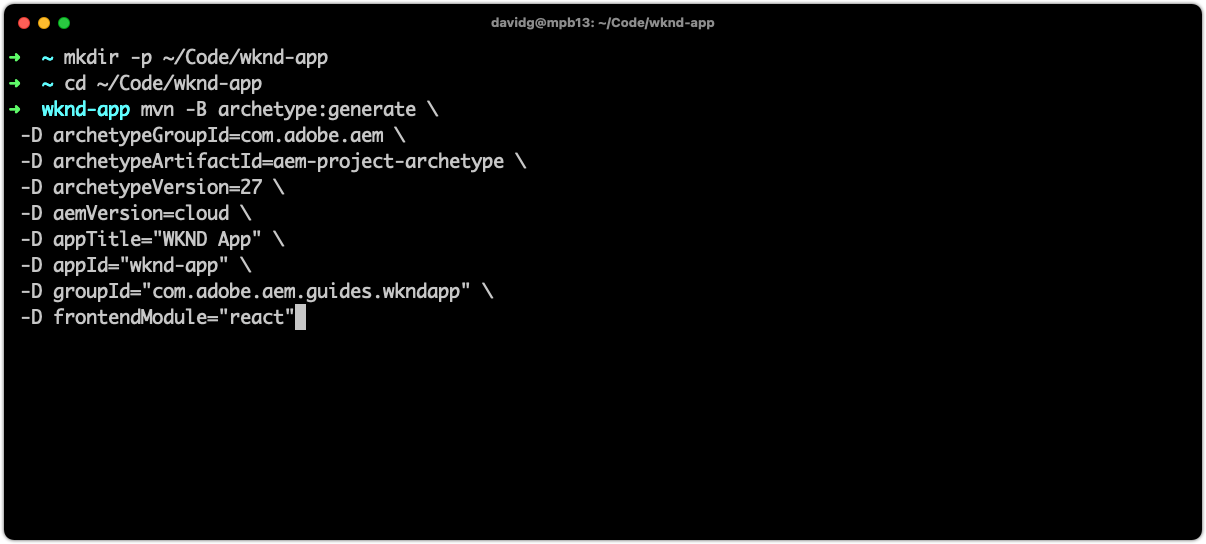 davidg@mpb13: ~/Code/wknd-app
➜ ~ mkdir -p ~/Code/wknd-app
➜ ~ cd ~/Code/wknd-app
➜ wknd-app mvn -B archetype:generate \
-D archetypeGroupId=com.adobe.aem \
-D archetypeArtifactId=aem-project-archetype \
-D archetypeVersion=27 \
-D aemVersion=cloud \
-D appTitle="WKND App" \
-D appId="wknd-app" \
-D groupId="com.adobe.aem.guides.wkndapp" \
-D frontendModule="react"